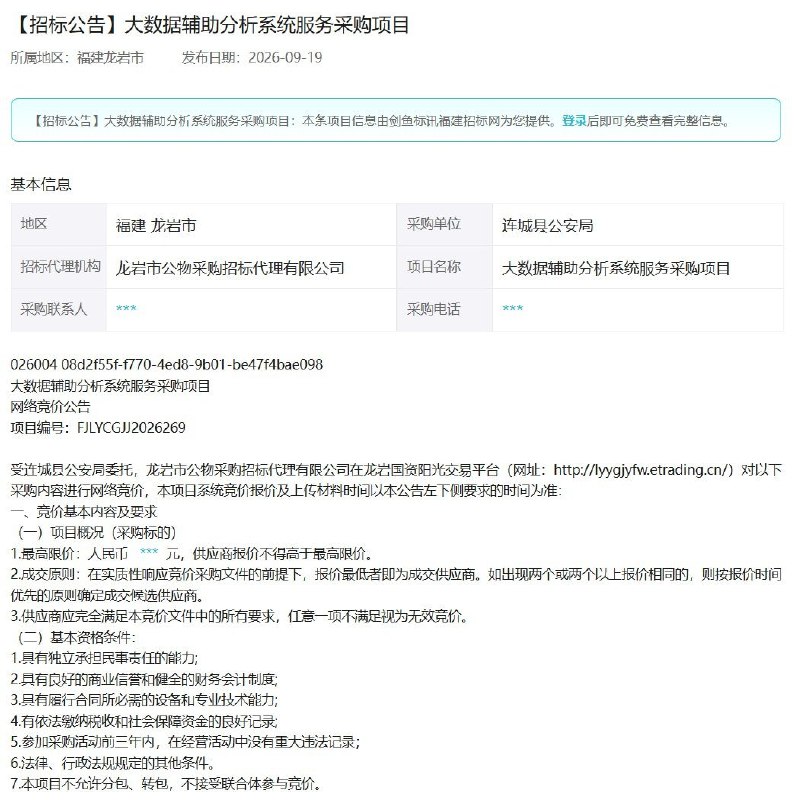 【招标公告】大数据辅助分析系统服务采购项目
所属地区：福建龙岩市 发布日期：2026-09-19
【招标公告】大数据辅助分析系统服务采购项目：本条项目信息由剑鱼标讯福建招标网为您提供。登录后即可免费查看完整信息。
基本信息
地区 福建 龙岩市 采购单位 连城县公安局
招标代理机构 龙岩市公物采购招标代理有限公司 项目名称 大数据辅助分析系统服务采购项目
采购联系人 *** 采购电话 ***
026004 08d2f55f-f770-4ed8-9b01-be47f4bae098
大数据辅助分析系统服务采购项目
网络竞价公告
项目编号：FJLYCGJJ2026269
受连城县公安局委托，龙岩市公物采购招标代理有限公司在龙岩国资阳光交易平台（网址：http://lyygjyfw.etrading.cn/）对以下
采购内容进行网络竞价，本项目系统竞价报价及上传材料时间以本公告左下侧要求的时间为准：
一、竞价基本内容及要求
（一）项目概况（采购标的）
1.最高限价：人民币 *** 元，供应商报价不得高于最高限价。
2.成交原则：在实质性响应竞价采购文件的前提下，报价最低者即为成交供应商。如出现两个或两个以上报价相同的，则按报价时间
优先的原则确定成交候选供应商。
3.供应商应完全满足本竞价文件中的所有要求，任意一项不满足视为无效竞价。
（二）基本资格条件：
1.具有独立承担民事责任的能力;
2.具有良好的商业信誉和健全的财务会计制度;
3.具有履行合同所必需的设备和专业技术能力;
4.有依法缴纳税收和社会保障资金的良好记录;
5.参加采购活动前三年内，在经营活动中没有重大违法记录；
6.法律、行政法规规定的其他条件。
7.本项目不允许分包、转包，不接受联合体参与竞价。